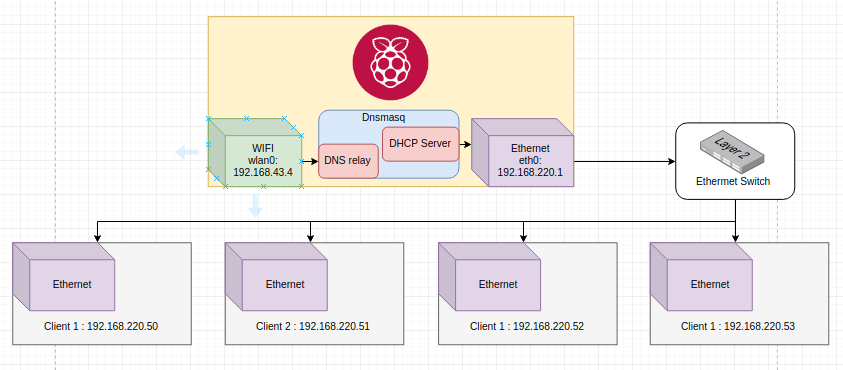 Dnsmasq
WIFI
wlan0:
192.168.43.4
DNS relay
DHCP Server
Ethernet
eth0:
192.168.220.1
Layer 2
Ethermet Switch
Ethernet
Client 1 : 192.168.220.50
Ethernet
Client 2 : 192.168.220.51
Ethernet
Client 1 : 192.168.220.52
Ethernet
Client 1 : 192.168.220.53